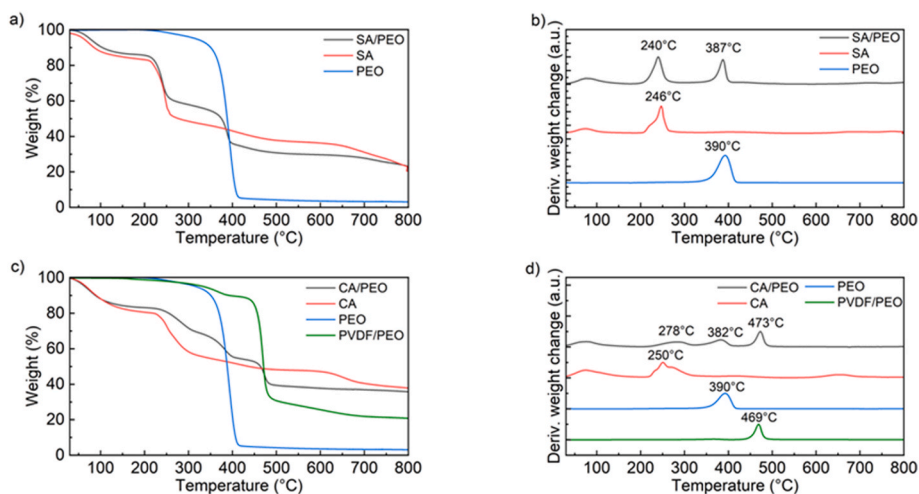 a)
100
80
60
40
20
0
Weight (%)
SA/PEO
SA
PEO
100 200 300 400 500 600 700 800
Temperature (°C)
b)
Deriv. weight change (a.u.)
SA/PEO
SA
PEO
240°C
387°C
246°C
390°C
100 200 300 400 500 600 700 800
Temperature (°C)
c)
100
80
60
40
20
0
Weight (%)
CA/PEO
CA
PEO
PVDF/PEO
100 200 300 400 500 600 700 800
Temperature (°C)
d)
Deriv. weight change (a.u.)
CA/PEO PEO
CA PVDF/PEO
278°C
382°C
473°C
250°C
390°C
469°C
100 200 300 400 500 600 700 800
Temperature (°C)